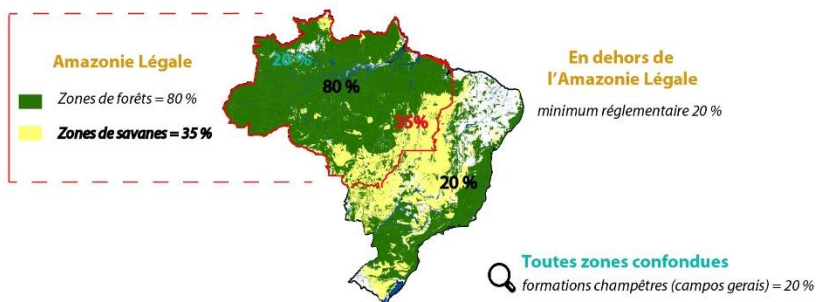 Amazonie Légale
Zones de forêts = 80 %
Zones de savanes = 35 %
20 %
80 %
35%
20 %
En dehors de
l'Amazonie Légale
minimum réglementaire 20 %
Toutes zones confondues
formations champêtres (campos gerais) = 20 %